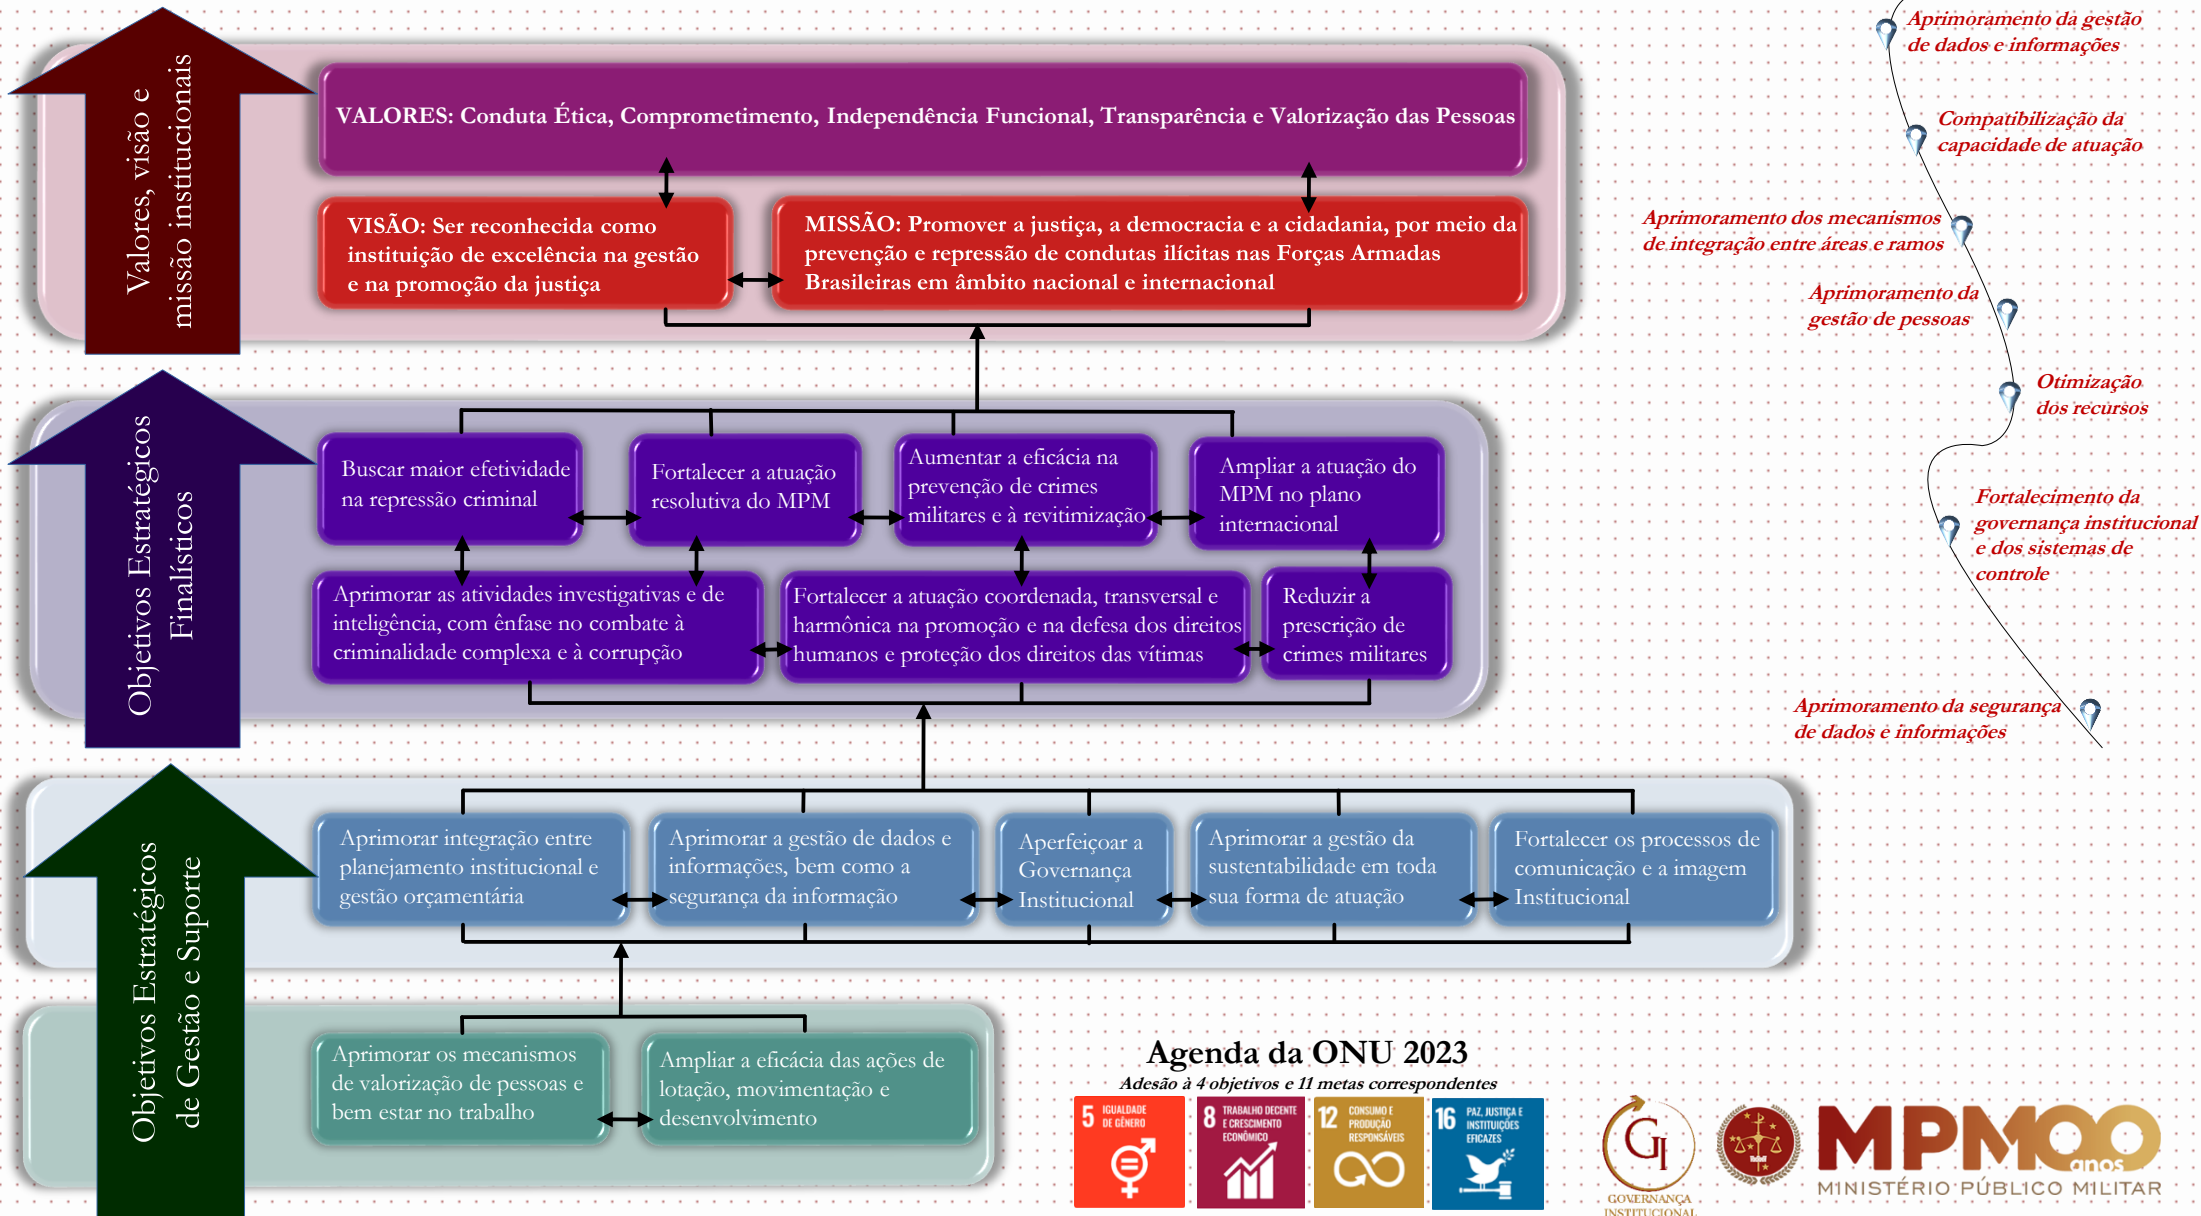 Valores, visão e
missão institucionais
VALORES: Conduta Ética, Comprometimento, Independência Funcional, Transparência e Valorização das Pessoas
VISÃO: Ser reconhecida como
instituição de excelência na gestão
e na promoção da justiça
MISSÃO: Promover a justiça, a democracia e a cidadania, por meio da
prevenção e repressão de condutas ilícitas nas Forças Armadas
Brasileiras em âmbito nacional e internacional
Objetivos Estratégicos
Finalísticos
Buscar maior efetividade
na repressão criminal
Fortalecer a atuação
resolutiva do MPM
Aumentar a eficácia na
prevenção de crimes
militares e à revitimização
Ampliar a atuação do
MPM no plano
internacional
Aprimorar as atividades investigativas e de
inteligência, com ênfase no combate à
criminalidade complexa e à corrupção
Fortalecer a atuação coordenada, transversal e
harmônica na promoção e na defesa dos direitos
humanos e proteção dos direitos das vítimas
Reduzir a
prescrição de
crimes militares
Objetivos Estratégicos
de Gestão e Suporte
Aprimorar integração entre
planejamento institucional e
gestão orçamentária
Aprimorar a gestão de dados e
informações, bem como a
segurança da informação
Aperfeiçoar a
Governança
Institucional
Aprimorar a gestão da
sustentabilidade em toda
sua forma de atuação
Fortalecer os processos de
comunicação e a imagem
Institucional
Aprimorar os mecanismos
de valorização de pessoas e
bem estar no trabalho
Ampliar a eficácia das ações de
lotação, movimentação e
desenvolvimento
Aprimoramento da gestão
de dados e informações
Compatibilização da
capacidade de atuação
Aprimoramento dos mecanismos
de integração entre áreas e ramos
Aprimoramento da
gestão de pessoas
Otimização
dos recursos
Fortalecimento da
governança institucional
e dos sistemas de
controle
Aprimoramento da segurança
de dados e informações
Agenda da ONU 2023
Adesão à 4 objetivos e 11 metas correspondentes
5 IGUALDADE
DE GÊNERO
8 TRABALHO DECENTE
E CRESCIMENTO
ECONÔMICO
12 CONSUMO E
PRODUÇÃO
RESPONSÁVEIS
16 PAZ, JUSTIÇA E
INSTITUIÇÕES
EFICAZES
GI
GOVERNANÇA
INSTITUCIONAL
MPM100
anos
MINISTÉRIO PÚBLICO MILITAR